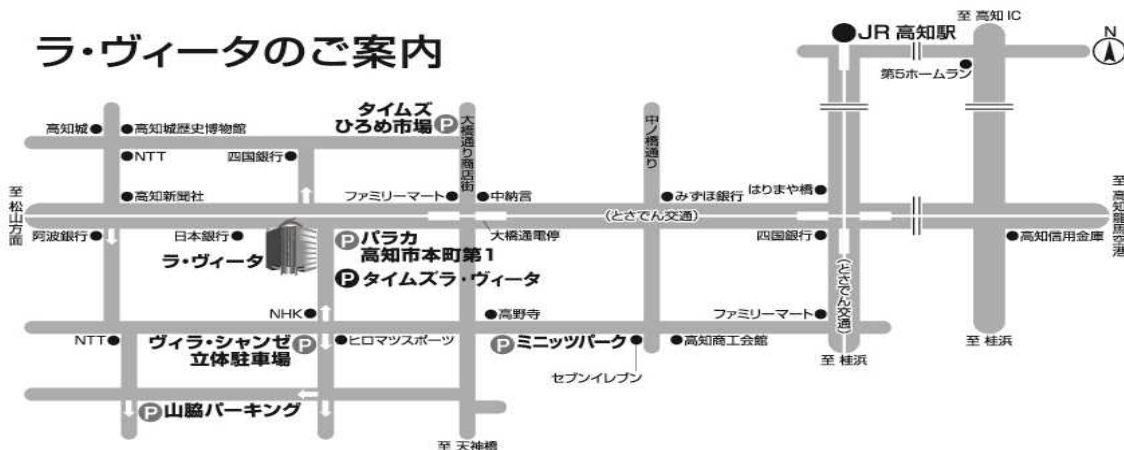 ラ・ヴィータのご案内
至 高知IC
JR 高知駅
N
第5ホームラン
タイムズ
ひろめ市場
P
大橋通り商店街
中ノ橋通り
高知城
高知城歴史博物館
NTT
四国銀行
至 松山方面
高知新聞社
ファミリーマート
中納言
みずほ銀行
はりまや橋
至 高知龍馬空港
(とさでん交通)
阿波銀行
日本銀行
ラ・ヴィータ
P
パラカ
高知市本町第1
大橋通電停
四国銀行
高知信用金庫
P
タイムズラ・ヴィータ
(とさでん交通)
NHK
高野寺
ファミリーマート
NTT
ヴィラ・シャンゼ
立体駐車場
P
ヒロマツスポーツ
P
ミニッツパーク
高知商工会館
セブンイレブン
至 桂浜
至 桂浜
P
山脇パーキング
至 天神橋